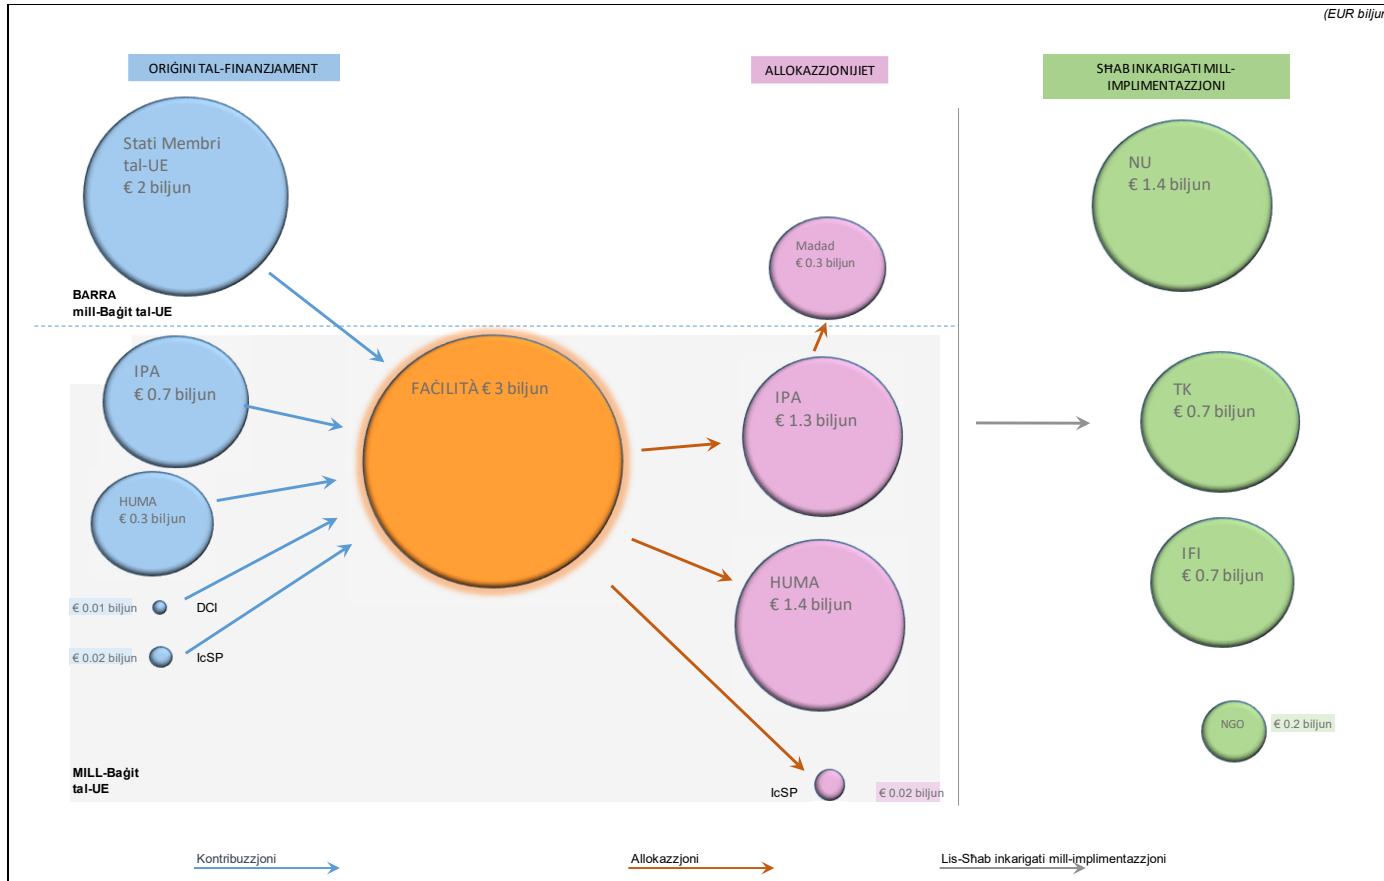 (EUR biljun
ORIĠINI TAL-FINANZJAMENT
ALLOKAZZJONIJIET
SĦAB INKARIGATI MILL-
IMPLIMENTAZZJONI
Stati Membri
tal-UE
€ 2 biljun
NU
€ 1.4 biljun
Madad
€ 0.3 biljun
BARRA
mill-Baġit tal-UE
IPA
€ 0.7 biljun
FAĊILITÀ € 3 biljun
IPA
€ 1.3 biljun
TK
€ 0.7 biljun
HUMA
€ 0.3 biljun
HUMA
€ 1.4 biljun
IFI
€ 0.7 biljun
€ 0.01 biljun DCI
€ 0.02 biljun IcSP
NGO € 0.2 biljun
MILL-Baġit
tal-UE
IcSP € 0.02 biljun
Kontribuzzjoni
Allokazzjoni
Lis-Sħab inkarigati mill-implimentazzjoni